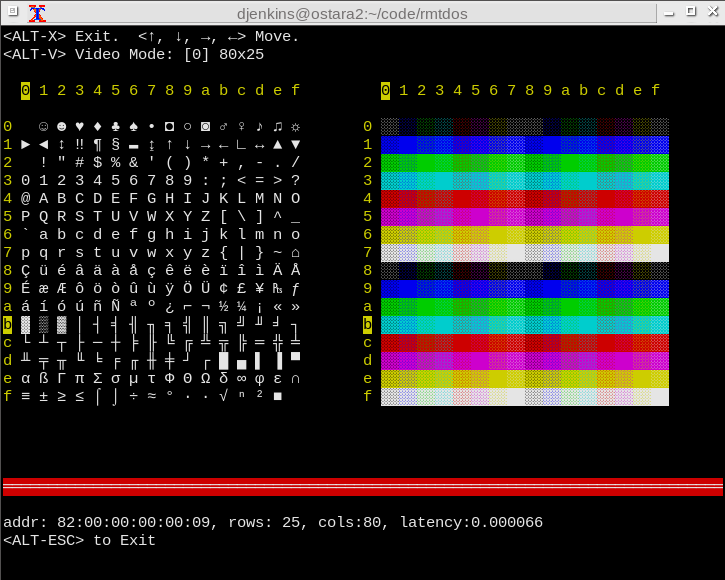 djenkins@ostara2:~/code/rmtdos
<ALT-X> Exit.  <↑, ↓, →, ←> Move.
<ALT-V> Video Mode: [0] 80x25
0 1 2 3 4 5 6 7 8 9 a b c d e f 0 1 2 3 4 5 6 7 8 9 a b c d e f
0 ☺ ☻ ♥ ♦ ♣ ♠ • ◘ ○ ◙ ♂ ♀ ♪ ♫ ☼ 0
1 ► ◄ ↕ ‼ ¶ § ▬ ↨ ↑ ↓ → ← ∟ ↔ ▲ ▼ 1
2 ! " # $ % & ' ( ) * + , - . / 2
3 0 1 2 3 4 5 6 7 8 9 : ; < = > ? 3
4 @ A B C D E F G H I J K L M N O 4
5 P Q R S T U V W X Y Z [ \ ] ^ _ 5
6 ` a b c d e f g h i j k l m n o 6
7 p q r s t u v w x y z { | } ~ ⌂ 7
8 Ç ü é â ä à å ç ê ë è ï î ì Ä Å 8
9 É æ Æ ô ö ò û ù ÿ Ö Ü ¢ £ ¥ ₧ ƒ 9
a á í ó ú ñ Ñ ª º ¿ ⌐ ¬ ½ ¼ ¡ « » a
b ▓ ▒ ▓ │ ┤ ╡ ╢ ╖ ╕ ╣ ║ ╗ ╝ ╜ ╛ ┐ b
c └ ┴ ┬ ├ ─ ┼ ╞ ╟ ╚ ╔ ╩ ╦ ╠ ═ ╬ ╧ c
d ╨ ╤ ╥ ╙ ╘ ╒ ╓ ╫ ╪ ┘ ┌ █ ▄ ▌ ▐ ▀ d
e α ß Γ π Σ σ µ τ Φ Θ Ω δ ∞ φ ε ∩ e
f ≡ ± ≥ ≤ ⌠ ⌡ ÷ ≈ ° ∙ · √ ⁿ ² ■ f
addr: 82:00:00:00:00:09, rows: 25, cols:80, latency:0.000066
<ALT-ESC> to Exit